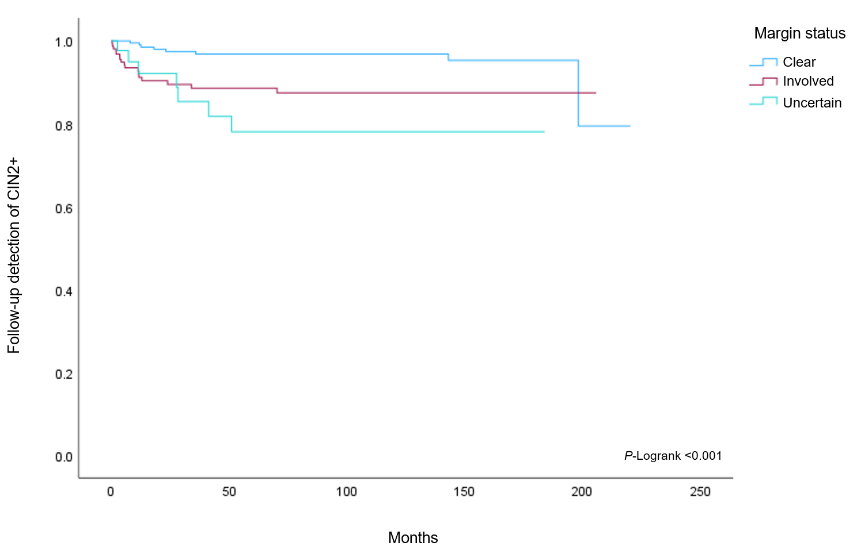 Margin status
Clear
Involved
Uncertain
Follow-up detection of CIN2+
1.0
0.8
0.6
0.4
0.2
0.0
P-Logrank <0.001
0 50 100 150 200 250
Months